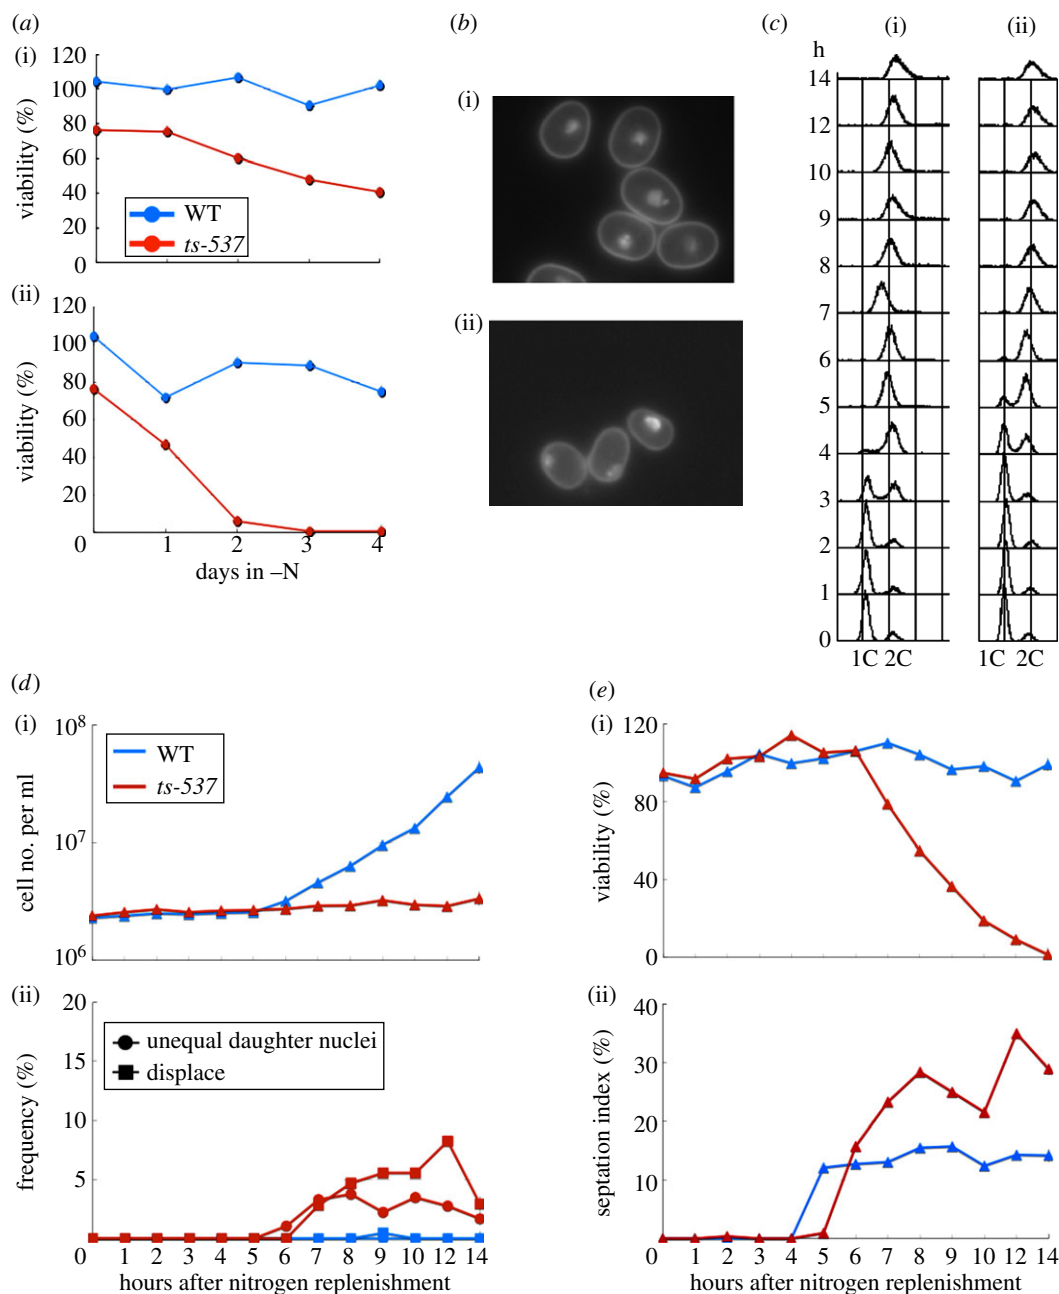 (a)
(i)
120
100
80
60
40
20
0
viability (%)
WT
ts-537
(ii)
120
100
80
60
40
20
0
1
2
3
4
viability (%)
days in –N
(b)
(i)
(ii)
(c)
(i)
(ii)
h
14
12
10
9
8
7
6
5
4
3
2
1
0
1C 2C
1C 2C
(d)
(i)
10⁸
10⁷
10⁶
cell no. per ml
WT
ts-537
(ii)
20
15
10
5
0
1 2 3 4 5 6 7 8 9 10 12 14
frequency (%)
unequal daughter nuclei
displace
hours after nitrogen replenishment
(e)
(i)
120
80
40
0
viability (%)
(ii)
40
30
20
10
0
1 2 3 4 5 6 7 8 9 10 12 14
septation index (%)
hours after nitrogen replenishment